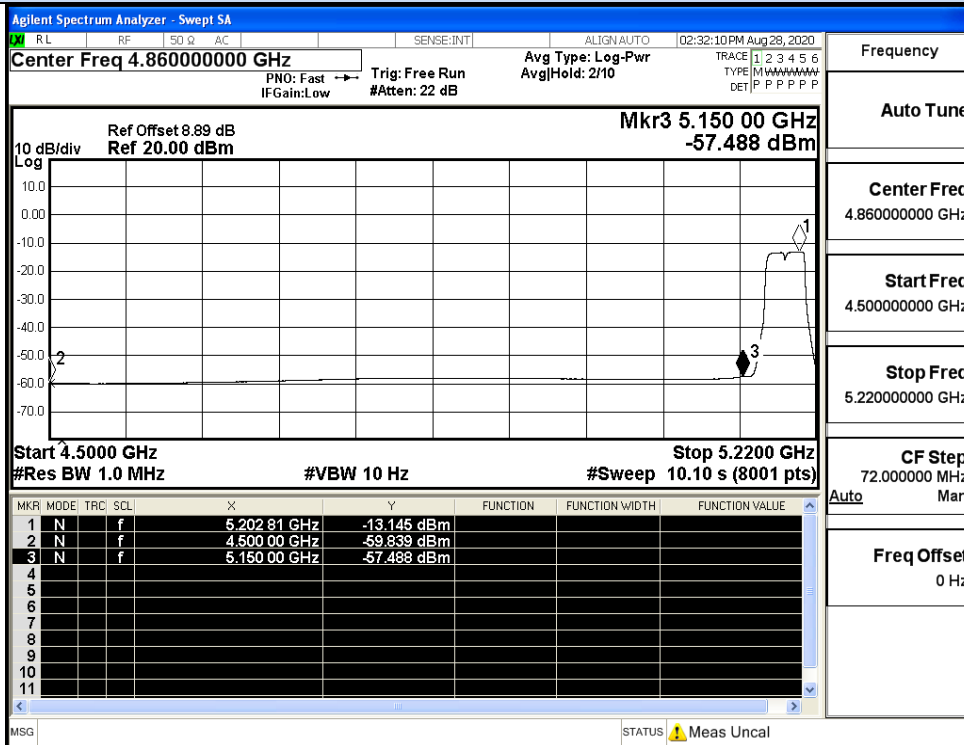 Agilent Spectrum Analyzer - Swept SA
LXI RL RF 50 Ω AC SENSE:INT ALIGN AUTO 02:32:10 PM Aug 28, 2020
Center Freq 4.860000000 GHz
PNO: Fast
IFGain:Low
Trig: Free Run
#Atten: 22 dB
Avg Type: Log-Pwr
Avg|Hold: 2/10
TRACE 1 2 3 4 5 6
TYPE M WWWWW
DET P P P P P P
Mkr3 5.150 00 GHz
-57.488 dBm
Ref Offset 8.89 dB
10 dB/div Ref 20.00 dBm
Log
10.0
0.00
-10.0
-20.0
-30.0
-40.0
-50.0
-60.0
-70.0
1
2
3
Start 4.5000 GHz Stop 5.2200 GHz
#Res BW 1.0 MHz #VBW 10 Hz #Sweep 10.10 s (8001 pts)
MKR MODE TRC SCL X Y FUNCTION FUNCTION WIDTH FUNCTION VALUE
1 N f 5.202 81 GHz -13.145 dBm
2 N f 4.500 00 GHz -59.839 dBm
3 N f 5.150 00 GHz -57.488 dBm
4
5
6
7
8
9
10
11
MSG STATUS Meas Uncal
Frequency
Auto Tune
Center Freq
4.860000000 GHz
Start Freq
4.500000000 GHz
Stop Freq
5.220000000 GHz
CF Step
72.000000 MHz
Auto Man
Freq Offset
0 Hz